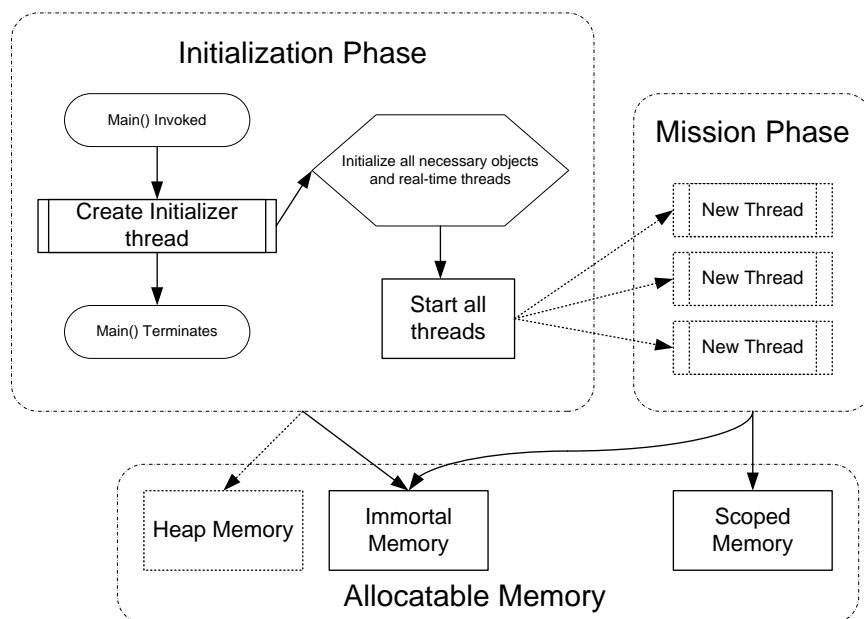 Initialization Phase
Main() Invoked
Initialize all necessary objects
and real-time threads
Create Initializer
thread
Main() Terminates
Start all
threads
Mission Phase
New Thread
New Thread
New Thread
Heap Memory
Immortal
Memory
Scoped
Memory
Allocatable Memory